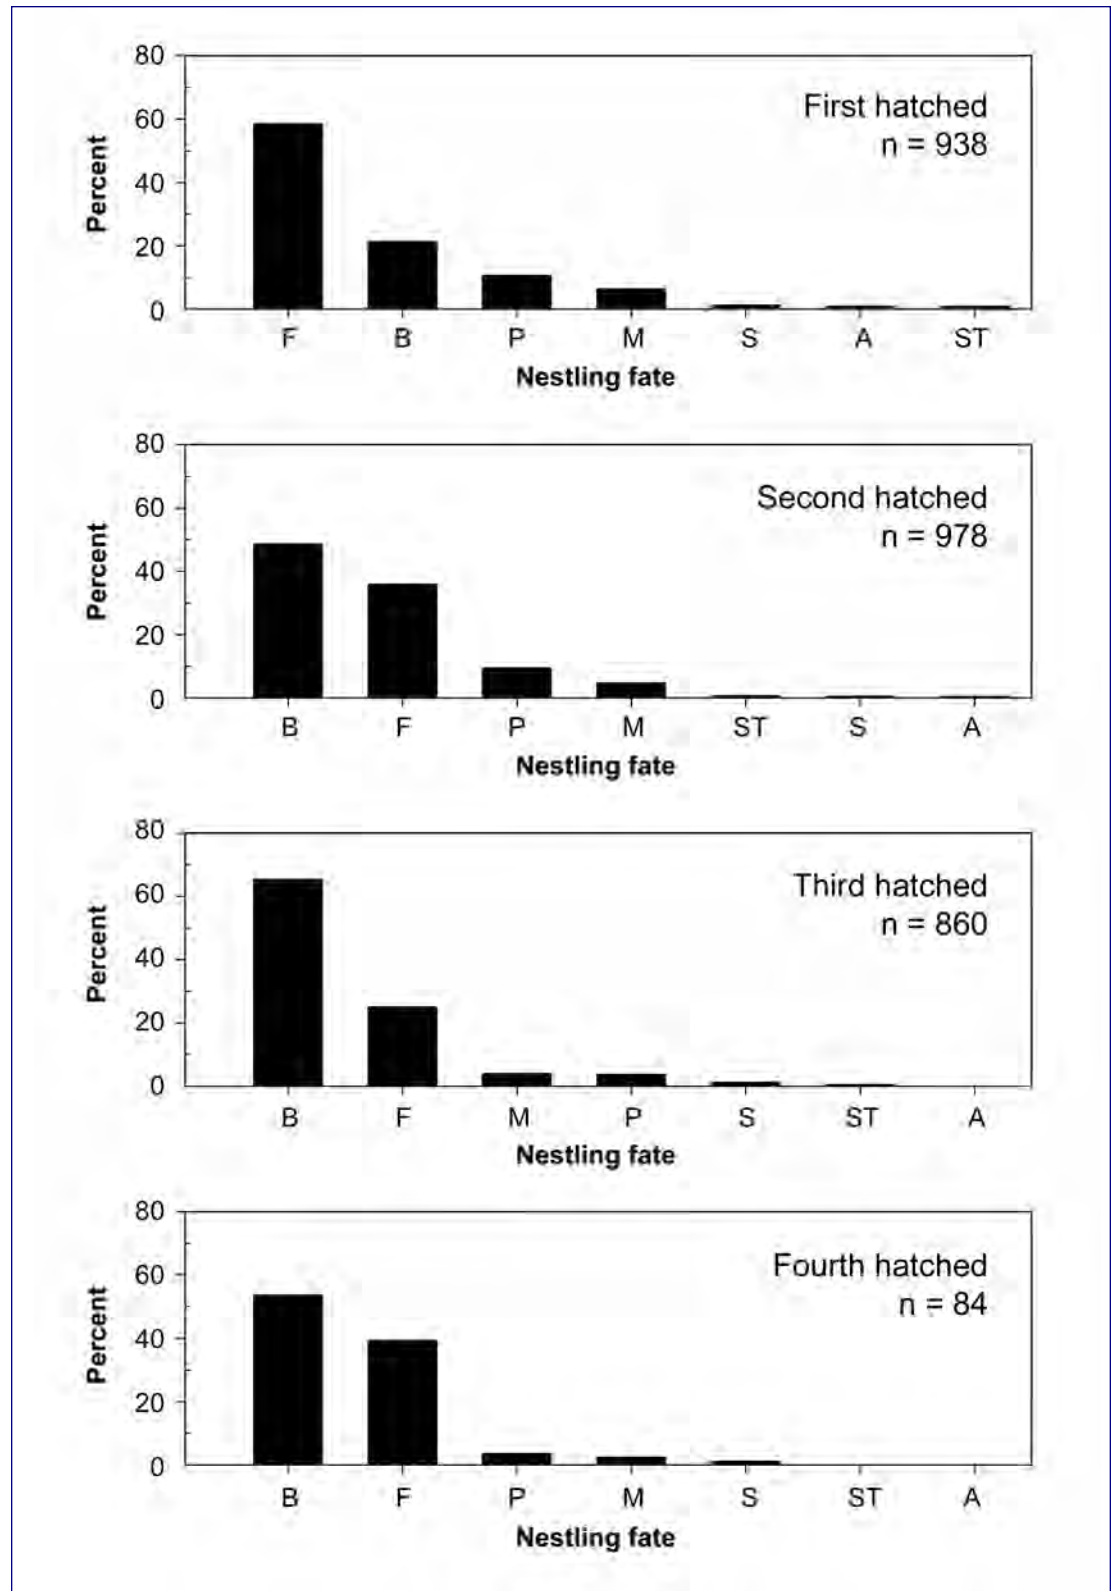 80
60
40
20
0
Percent
First hatched
n = 938
F B P M S A ST
Nestling fate
80
60
40
20
0
Percent
Second hatched
n = 978
B F P M ST S A
Nestling fate
80
60
40
20
0
Percent
Third hatched
n = 860
B F M P S ST A
Nestling fate
80
60
40
20
0
Percent
Fourth hatched
n = 84
B F P M S ST A
Nestling fate